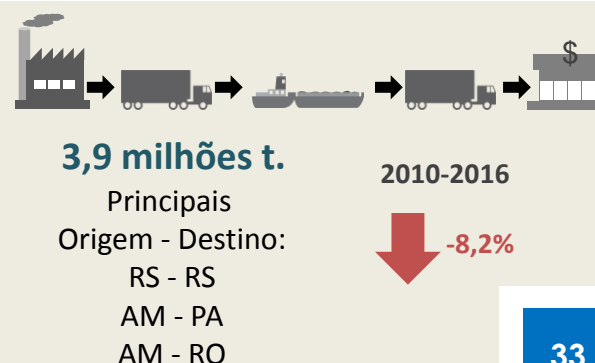 $
3,9 milhões t.
Principais
Origem - Destino:
RS - RS
AM - PA
AM - RO
2010-2016
-8,2%
33